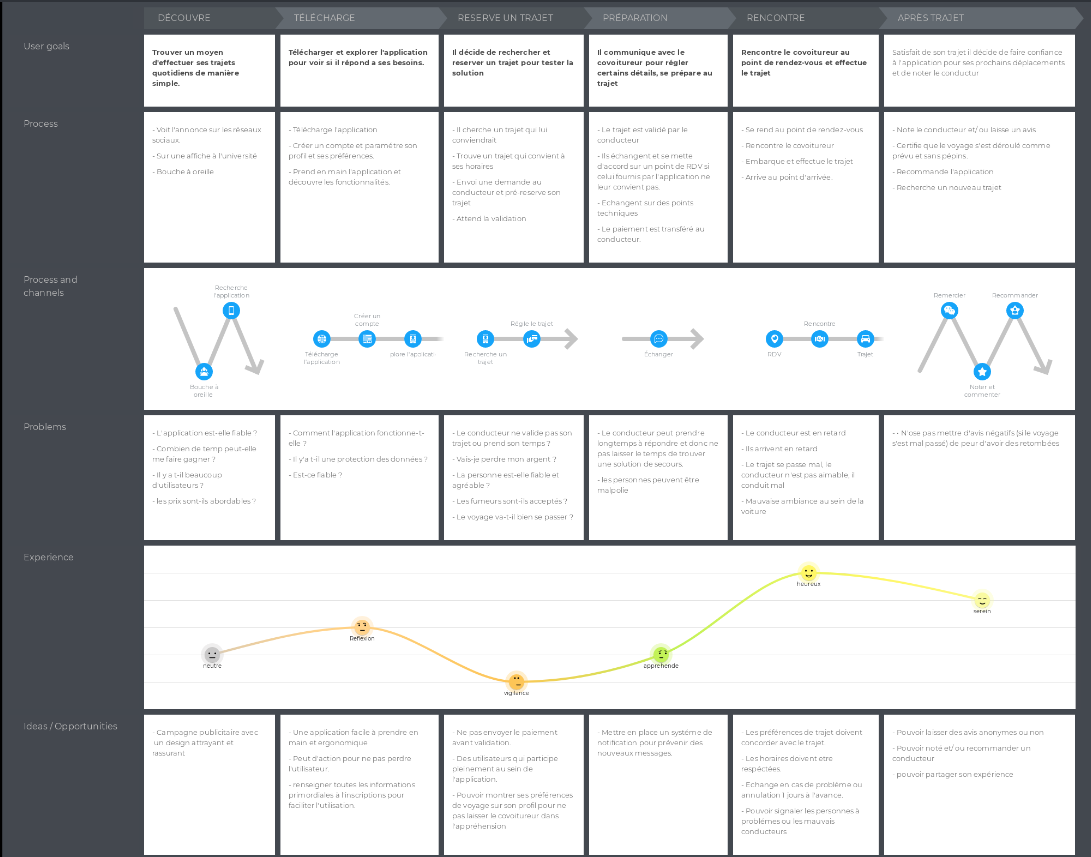 DÉCOUVRE
TÉLÉCHARGE
RESERVE UN TRAJET
PRÉPARATION
RENCONTRE
APRÈS TRAJET
User goals
Trouver un moyen
d'effectuer ses trajets
quotidiens de manière
simple.
Télécharger et explorer l'application
pour voir si il répond a ses besoins.
Il décide de rechercher et
reserver un trajet pour tester la
solution
Il communique avec le
covoitureur pour régler
certains détails, se prépare au
trajet
Rencontre le covoitureur au
point de rendez-vous et effectue
le trajet
Satisfait de son trajet il décide de faire confiance
à l'application pour ses prochains déplacements
et de noter le conductur
Process
- Voit l'annonce sur les réseaux
sociaux.
- Sur une affiche à l'université
- Bouche à oreille
- Télécharge l'application
- Créer un compte et paramètre son
profil et ses préférences.
- Prend en main l'application et
découvre les fonctionnalités.
- Il cherche un trajet qui lui
conviendrait
- Trouve un trajet qui convient à
ses horaires
- Envoi une demande au
conducteur et pré-reserve son
trajet
- Attend la validation
- Le trajet est validé par le
conducteur
- Ils échangent et se mette
d'accord sur un point de RDV si
celui fournis par l'application ne
leur convient pas.
- Echangent sur des points
techniques
- Le paiement est transféré au
conducteur.
- Se rend au point de rendez-vous.
- Rencontre le covoitureur
- Embarque et effectue le trajet
- Arrive au point d'arrivée.
- Note le conducteur et/ ou laisse un avis
- Certifie que le voyage s'est déroulé comme
prévu et sans pépins.
- Recommande l'application
- Recherche un nouveau trajet
Process and
channels
Recherche
l'application
Bouche à
oreille
Télécharge
l'application
Créer un
compte
plore l'applicat
Recherche un
trajet
Régle le trajet
Echanger
RDV
Rencontre
Trajet
Remercier
Noter et
commenter
Recommander
Problems
- L'application est-elle fiable ?
- Compien de temp peut-elle
me faire gagner ?
- Il y a t-il beaucoup
d'utilisateurs ?
- les prix sont-ils abordables ?
- Comment l'application fonctionne-t-
elle ?
- Il y'a t-il une protection des données ?
- Est-ce fiable ?
- Le conducteur ne valide pas son
trajet ou prend son temps ?
- Vais-je perdre mon argent ?
- La personne est-elle fiable et
agréable ?
- Les fumeurs sont-ils acceptés ?
- Le voyage va-t-il bien se passer ?
- Le conducteur peut prendre
longtemps à répondre et donc ne
pas laisser le temps de trouver
une solution de secours.
- les personnes peuvent être
malpolie
- Le conducteur est en retard
- Ils arrivent en retard
- Le trajet se passe mal, le
conducteur n'est pas aimable, il
conduit mal
- Mauvaise ambiance au sein de la
voiture
- - N'ose pas mettre d'avis négatifs (si le voyage
s'est mal passé) de peur d'avoir des retombées
Experience
neutre
Réflexion
vigilance
appréhende
heureux
serein
Ideas / Opportunities
- Campagne publicitaire avec
un design attrayant et
rassurant
- Une application facile à prendre en
main et ergonomique
- Peut d'action pour ne pas perdre
l'utilisateur.
- renseigner toutes les informations
primordiales à l'inscriptions pour
faciliter l'utilisation.
- Ne pas envoyer le paiement
avant validation
- Des utilisateurs qui participe
pleinement au sein de
l'application.
- Pouvoir montrer ses préférences
de voyage sur son profil pour ne
pas laisser le covoitureur dans
l'appréhension
- Mettre en place un système de
notification pour prévenir des
nouveaux messages.
- Les préférences de trajet doivent
concorder avec le trajet
- Les horaires doivent etre
respéctées.
- Echange en cas de problème ou
annulation 1 jours à l'avance.
- Pouvoir signaler les personnes à
problèmes ou les mauvais
conducteurs
- Pouvoir laisser des avis anonymes ou non
- Pouvoir noté et/ ou recommander un
conducteur
- pouvoir partager son expérience